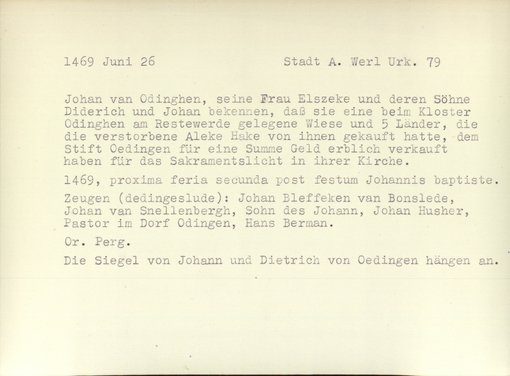 1469 Juni 26 Stadt A. Werl Urk. 79
Johan van Odinghen, seine Frau Elszeke und deren Söhne
Diderich und Johan bekennen, daß sie eine beim Kloster
Odinghen am Restewerde gelegene Wiese und 5 Länder, die
die verstorbene Aleke Hake von ihnen gekauft hatte, dem
Stift Oedingen für eine Summe Geld erblich verkauft
haben für das Sakramentslicht in ihrer Kirche.
1469, proxima feria secunda post festum Johannis baptiste.
Zeugen (dedingeslude): Johan Bleffeken van Bonslede,
Johan van Snellenbergh, Sohn des Johann, Johan Husher,
Pastor im Dorf Odingen, Hans Berman.
Or. Perg.
Die Siegel von Johann und Dietrich von Oedingen hängen an.